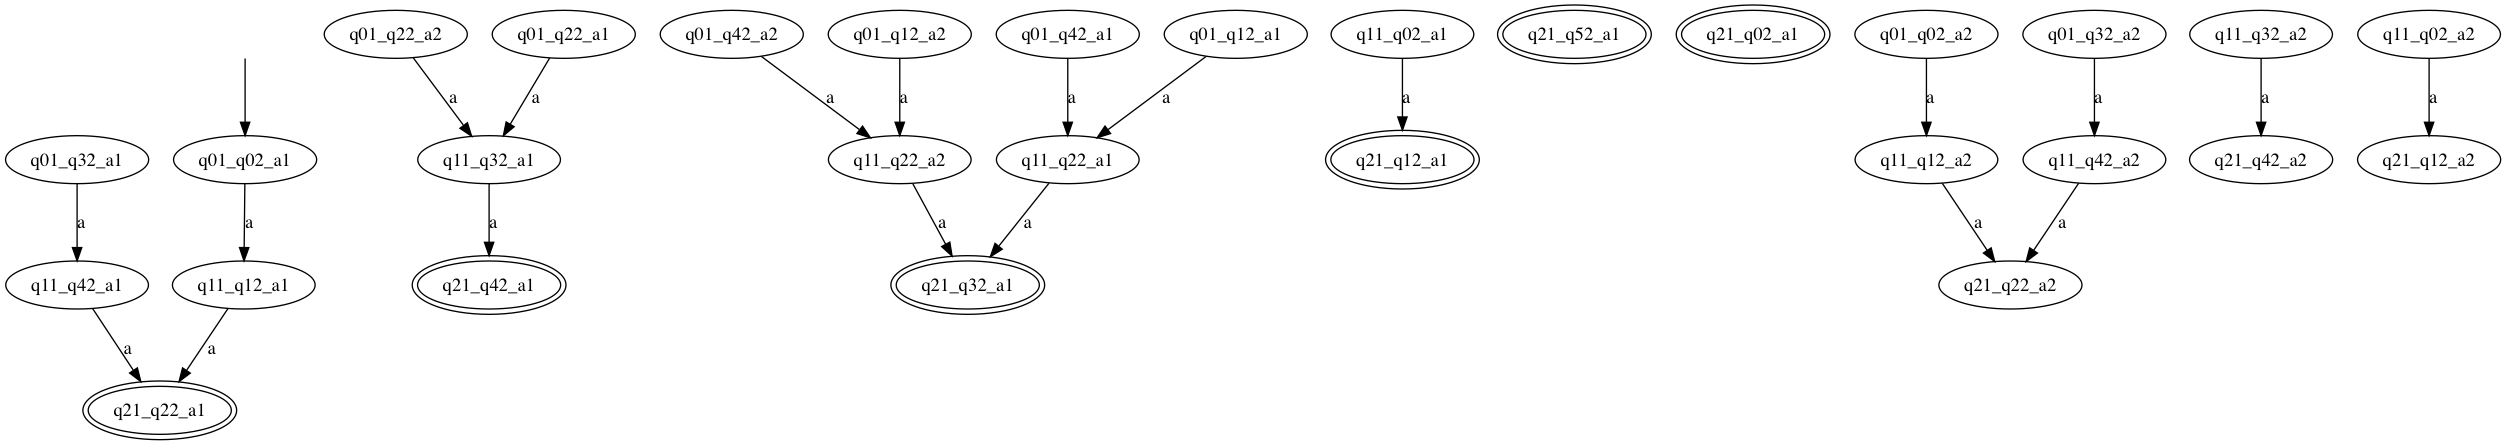 q01_q22_a2
q01_q22_a1
q01_q42_a2
q01_q12_a2
q01_q42_a1
q01_q12_a1
q11_q02_a1
q21_q52_a1
q21_q02_a1
q01_q02_a2
q01_q32_a2
q11_q32_a2
q11_q02_a2
a
a
a
a
a
a
a
a
a
a
a
q01_q32_a1
q01_q02_a1
q11_q32_a1
q11_q22_a2
q11_q22_a1
q21_q12_a1
q11_q12_a2
q11_q42_a2
q21_q42_a2
q21_q12_a2
a
a
a
a
a
a
a
q11_q42_a1
q11_q12_a1
q21_q42_a1
q21_q32_a1
q21_q22_a2
a
a
q21_q22_a1